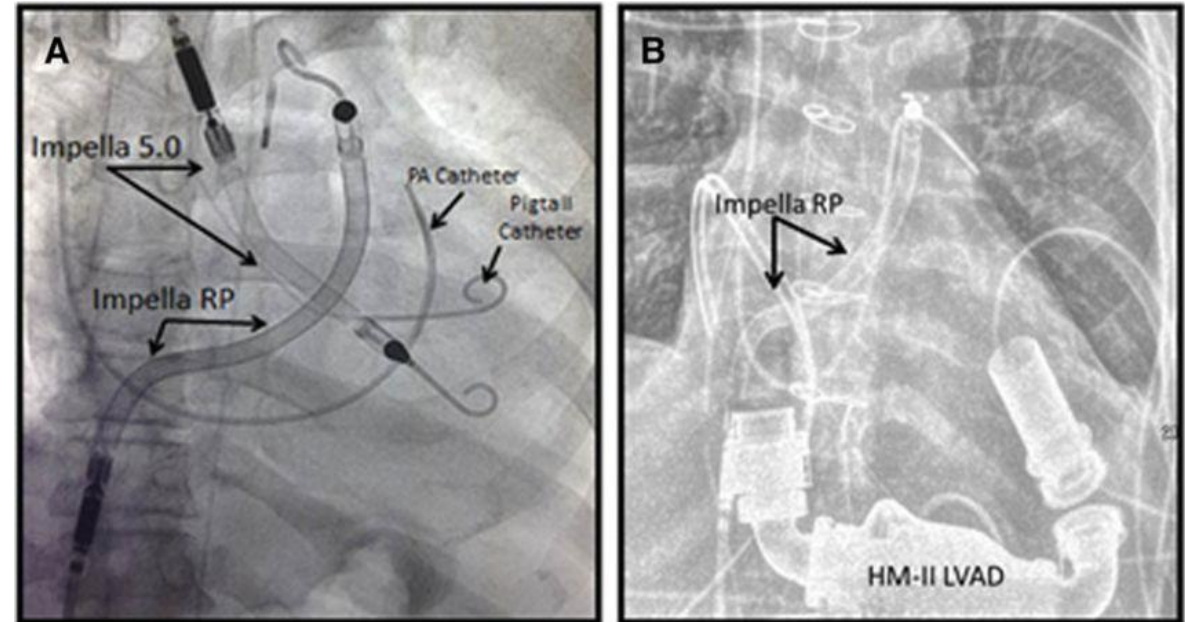 A
Impella 5.0
PA Catheter
Pigtail
Catheter
Impella RP
B
Impella RP
HM-II LVAD